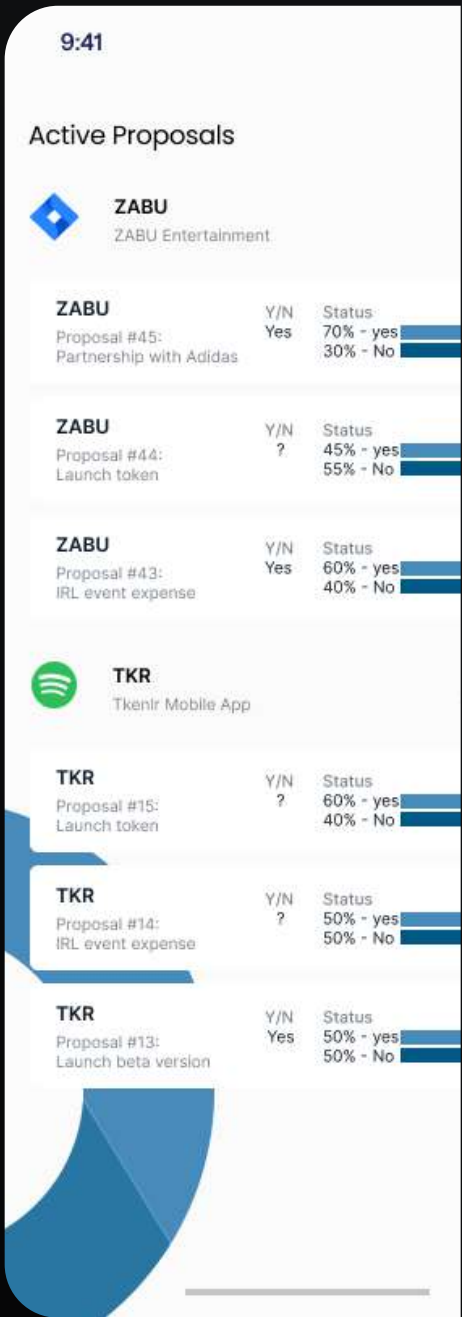 9:41
Active Proposals
ZABU
ZABU Entertainment
ZABU
Proposal #45:
Partnership with Adidas
Y/N
Yes
Status
70% - yes
30% - No
ZABU
Proposal #44:
Launch token
Y/N
?
Status
45% - yes
55% - No
ZABU
Proposal #43:
IRL event expense
Y/N
Yes
Status
60% - yes
40% - No
TKR
Tkenlr Mobile App
TKR
Proposal #15:
Launch token
Y/N
?
Status
60% - yes
40% - No
TKR
Proposal #14:
IRL event expense
Y/N
?
Status
50% - yes
50% - No
TKR
Proposal #13:
Launch beta version
Y/N
Yes
Status
50% - yes
50% - No